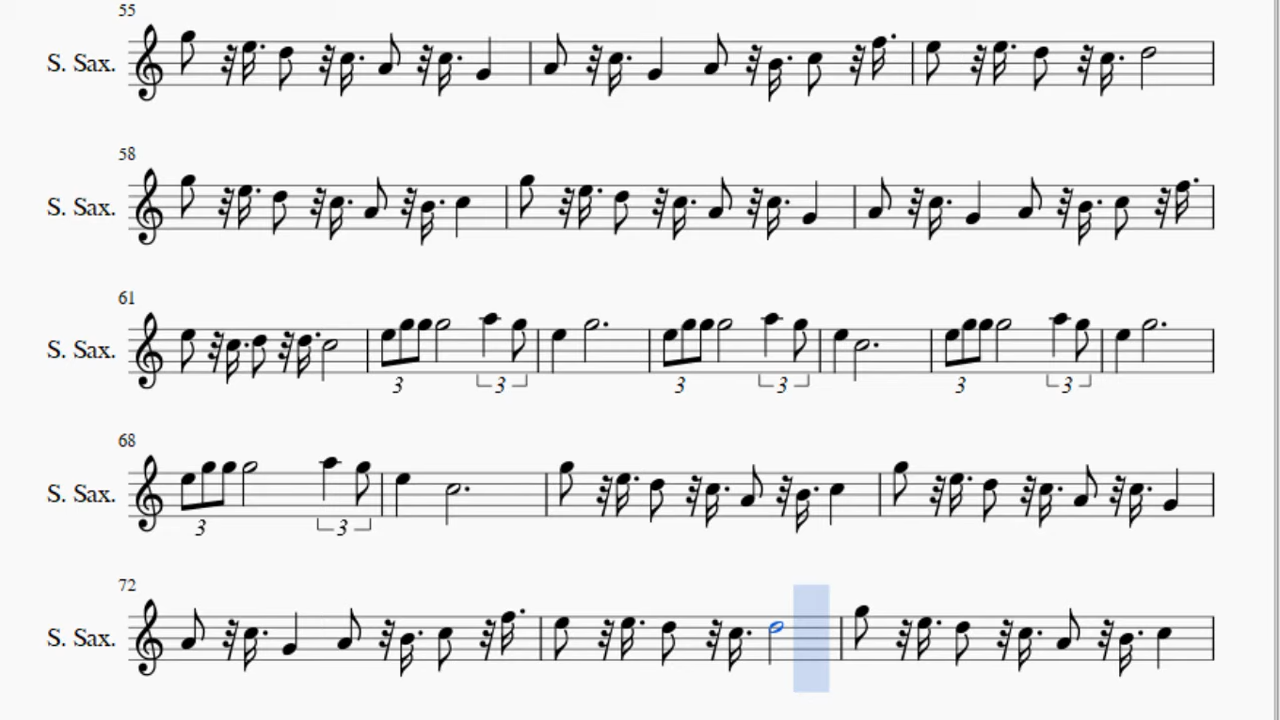 55
S. Sax.
58
S. Sax.
61
S. Sax.
3 3 3 3 3 3
68
S. Sax.
3 3
72
S. Sax.